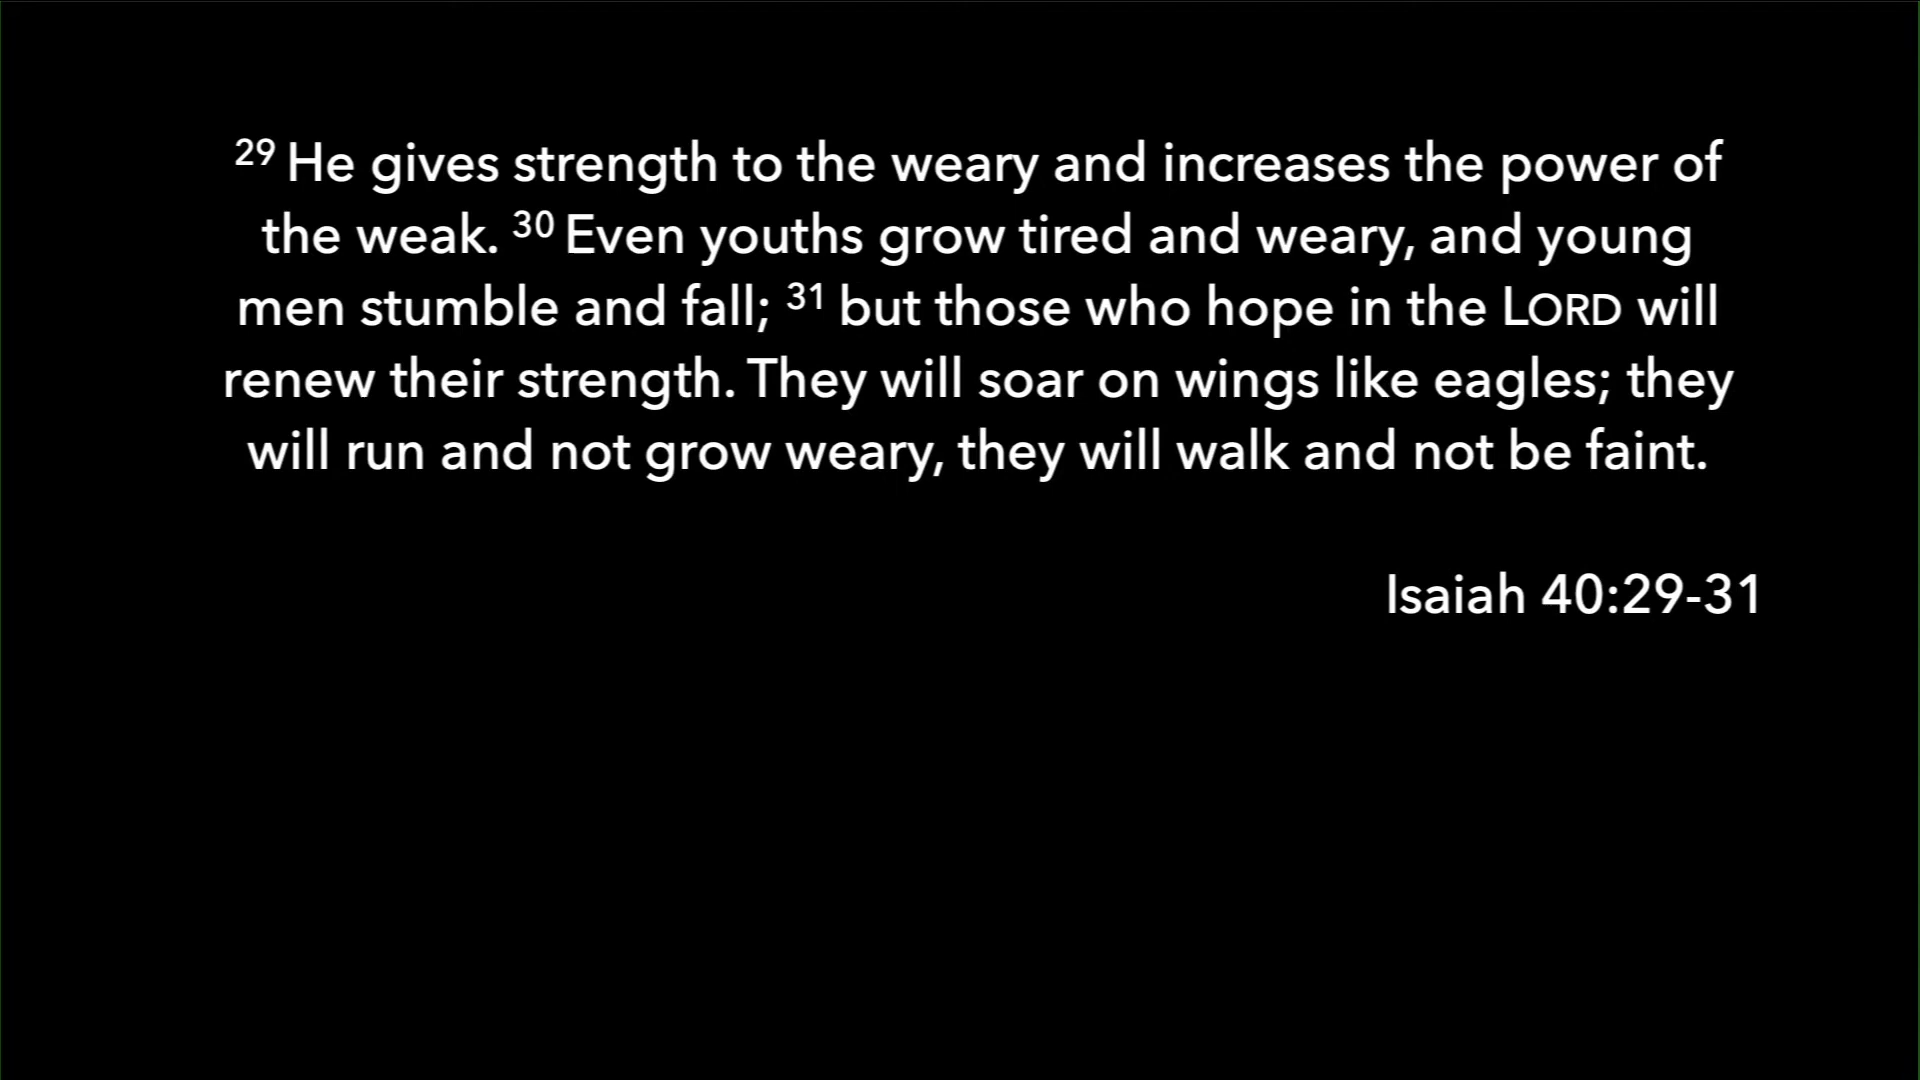 29 He gives strength to the weary and increases the power of
the weak. 30 Even youths grow tired and weary, and young
men stumble and fall; 31 but those who hope in the LORD will
renew their strength. They will soar on wings like eagles; they
will run and not grow weary, they will walk and not be faint.
Isaiah 40:29-31